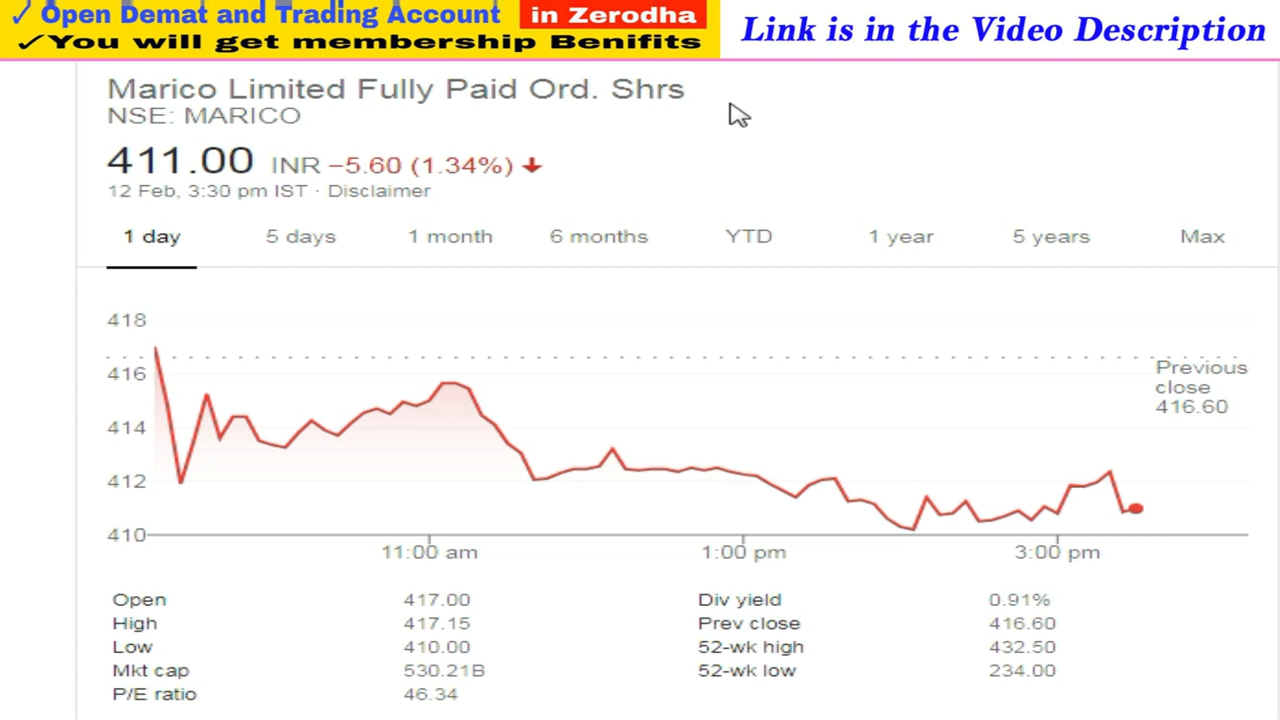 ✓ Open Demat and Trading Account in Zerodha
✓You will get membership Benifits
Link is in the Video Description
Marico Limited Fully Paid Ord. Shrs
NSE: MARICO
411.00 INR −5.60 (1.34%) ↓
12 Feb, 3:30 pm IST · Disclaimer
1 day 5 days 1 month 6 months YTD 1 year 5 years Max
418
416
414
412
410
Previous
close
416.60
11:00 am 1:00 pm 3:00 pm
Open 417.00 Div yield 0.91%
High 417.15 Prev close 416.60
Low 410.00 52-wk high 432.50
Mkt cap 530.21B 52-wk low 234.00
P/E ratio 46.34